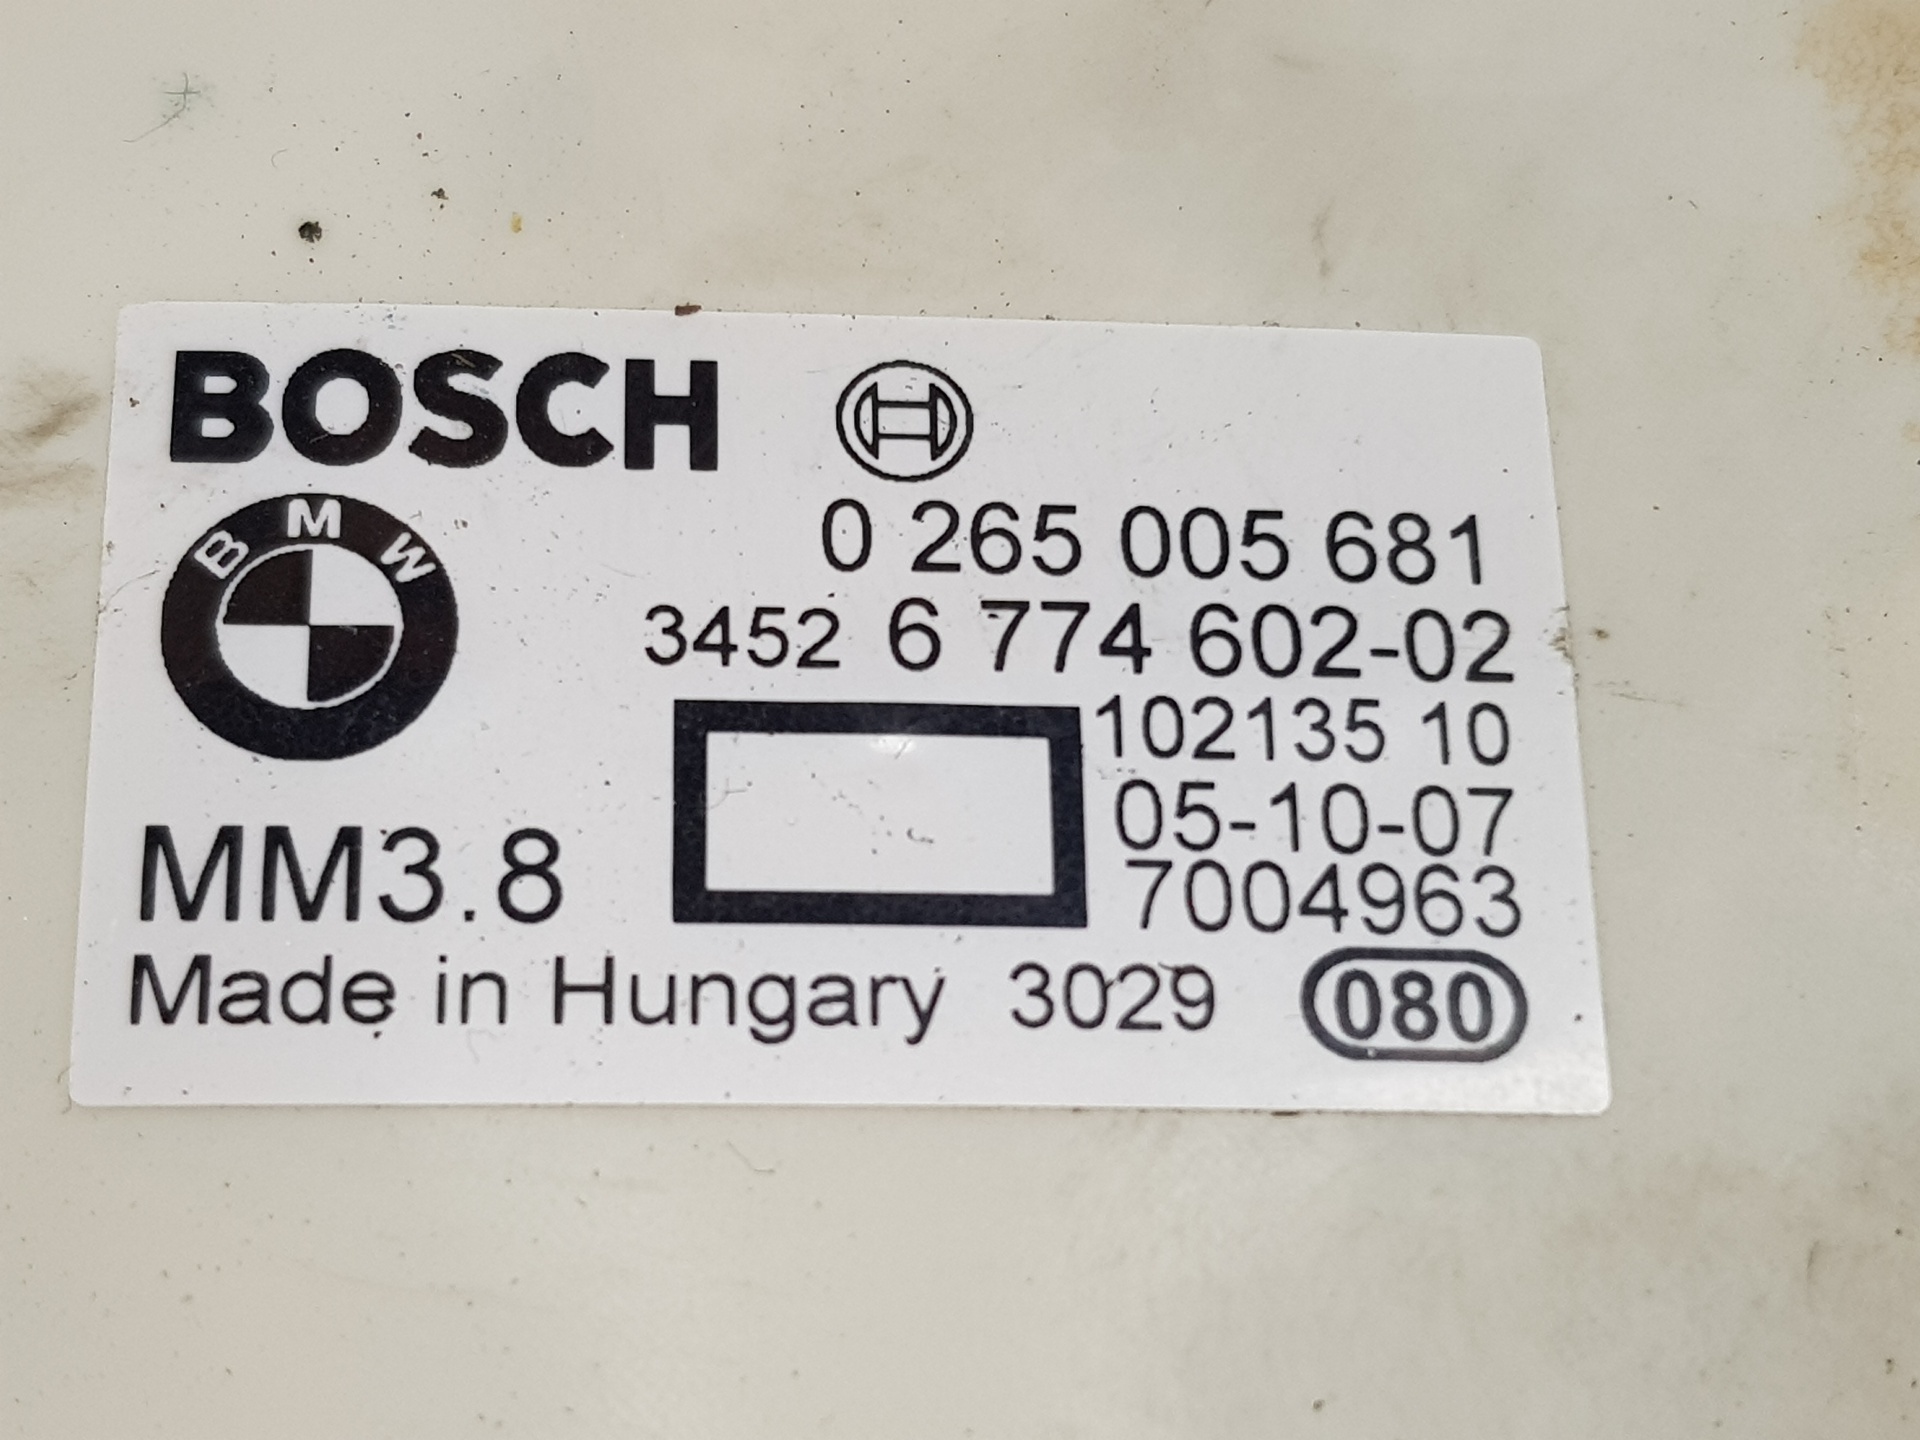 BOSCH
BMW
0 265 005 681
3452 6 774 602-02
102135 10
05-10-07
7004963
MM3.8
Made in Hungary 3029 080